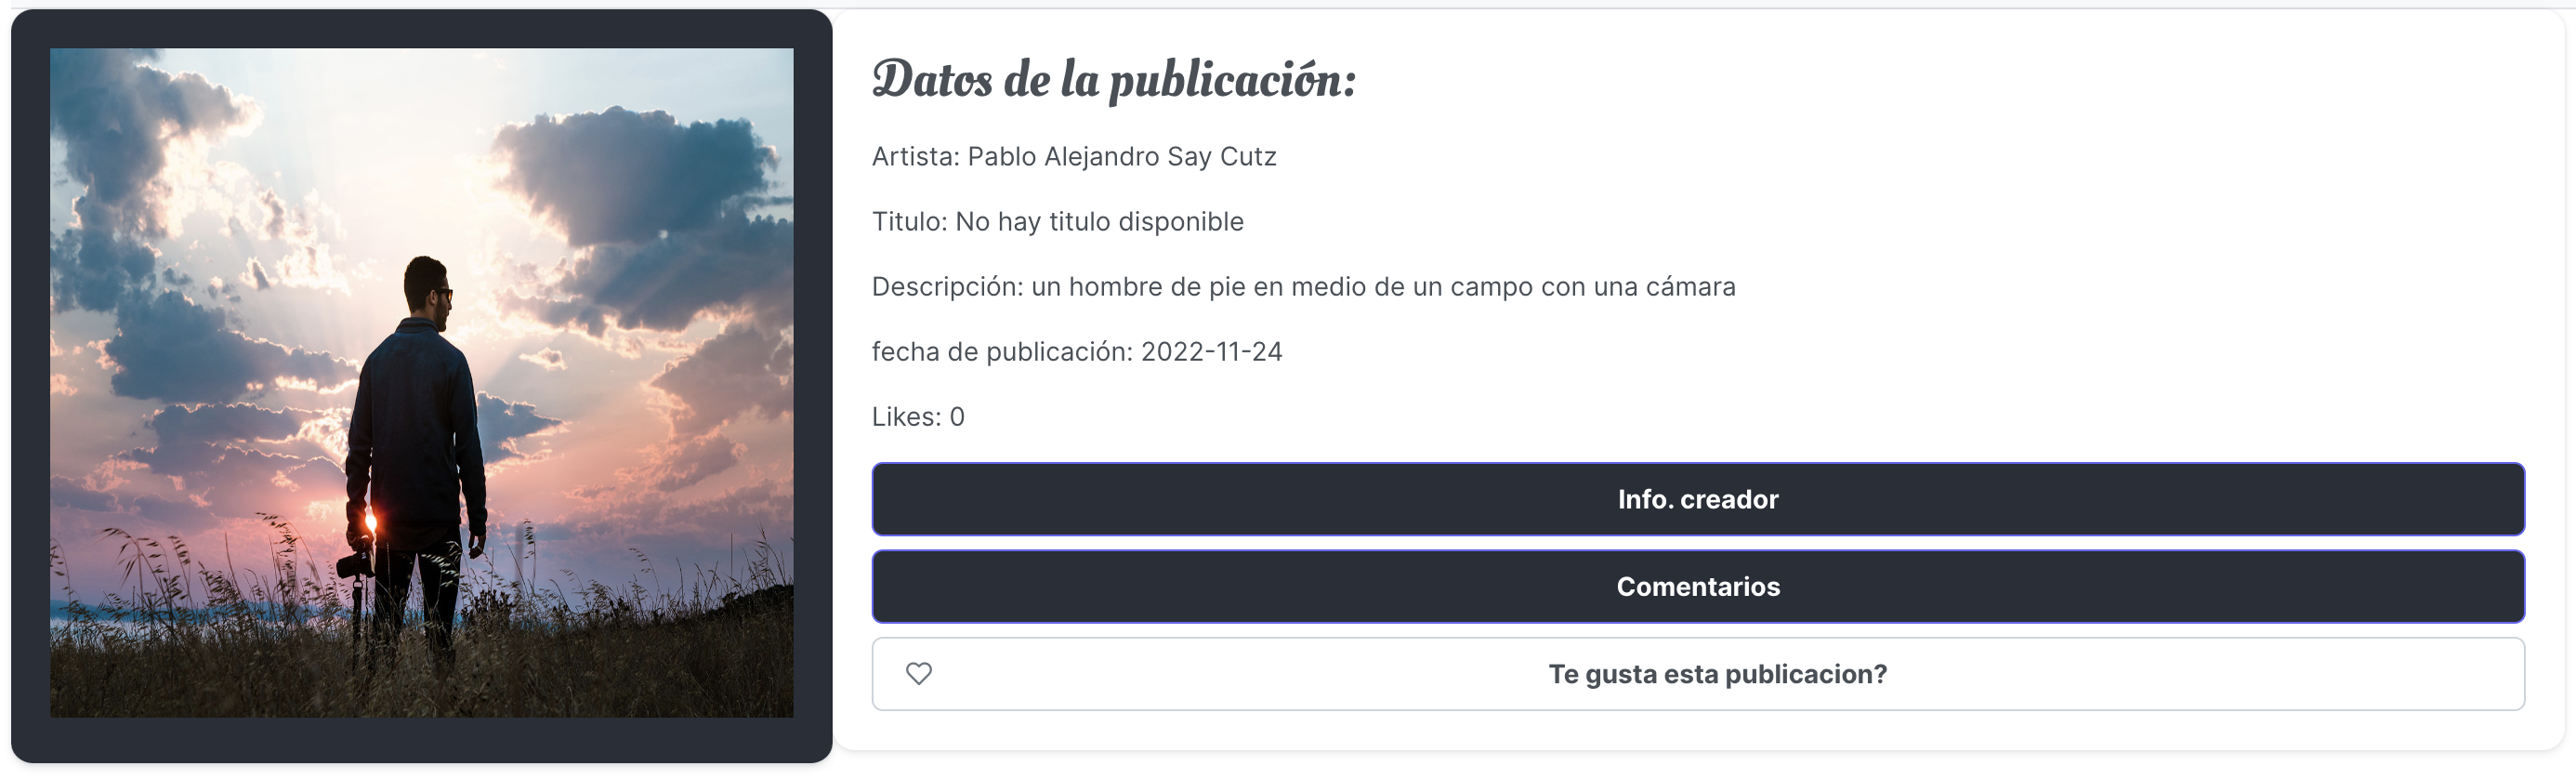 Datos de la publicación:
Artista: Pablo Alejandro Say Cutz
Titulo: No hay titulo disponible
Descripción: un hombre de pie en medio de un campo con una cámara
fecha de publicación: 2022-11-24
Likes: 0
Info. creador
Comentarios
Te gusta esta publicacion?